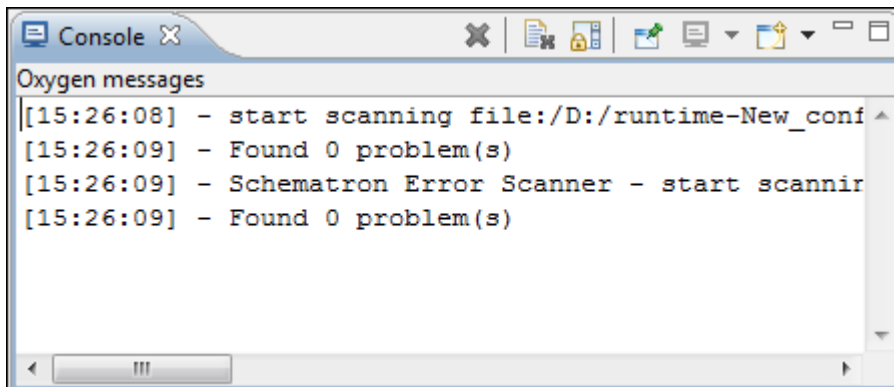 Console
Oxygen messages
[15:26:08] - start scanning file:/D:/runtime-New_conf
[15:26:09] - Found 0 problem(s)
[15:26:09] - Schematron Error Scanner - start scannin
[15:26:09] - Found 0 problem(s)